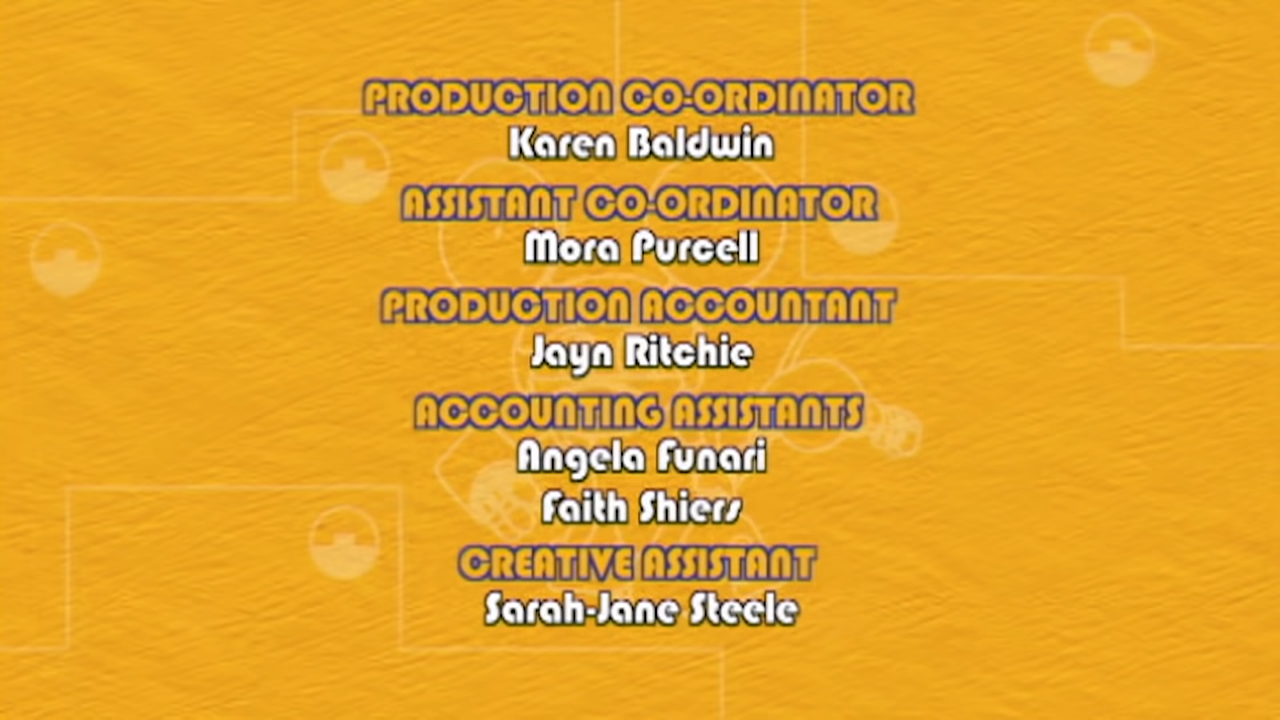 PRODUCTION CO-ORDINATOR
Karen Baldwin
ASSISTANT CO-ORDINATOR
Mora Purcell
PRODUCTION ACCOUNTANT
Jayn Ritchie
ACCOUNTING ASSISTANTS
Angela Funari
Faith Shiers
CREATIVE ASSISTANT
Sarah-Jane Steele